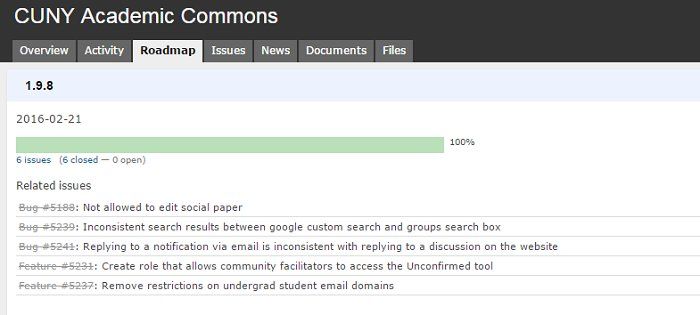 CUNY Academic Commons
Overview Activity Roadmap Issues News Documents Files
1.9.8
2016-02-21
100%
6 issues (6 closed — 0 open)
Related issues
Bug #5188: Not allowed to edit social paper
Bug #5239: Inconsistent search results between google custom search and groups search box
Bug #5241: Replying to a notification via email is inconsistent with replying to a discussion on the website
Feature #5231: Create role that allows community facilitators to access the Unconfirmed tool
Feature #5237: Remove restrictions on undergrad student email domains